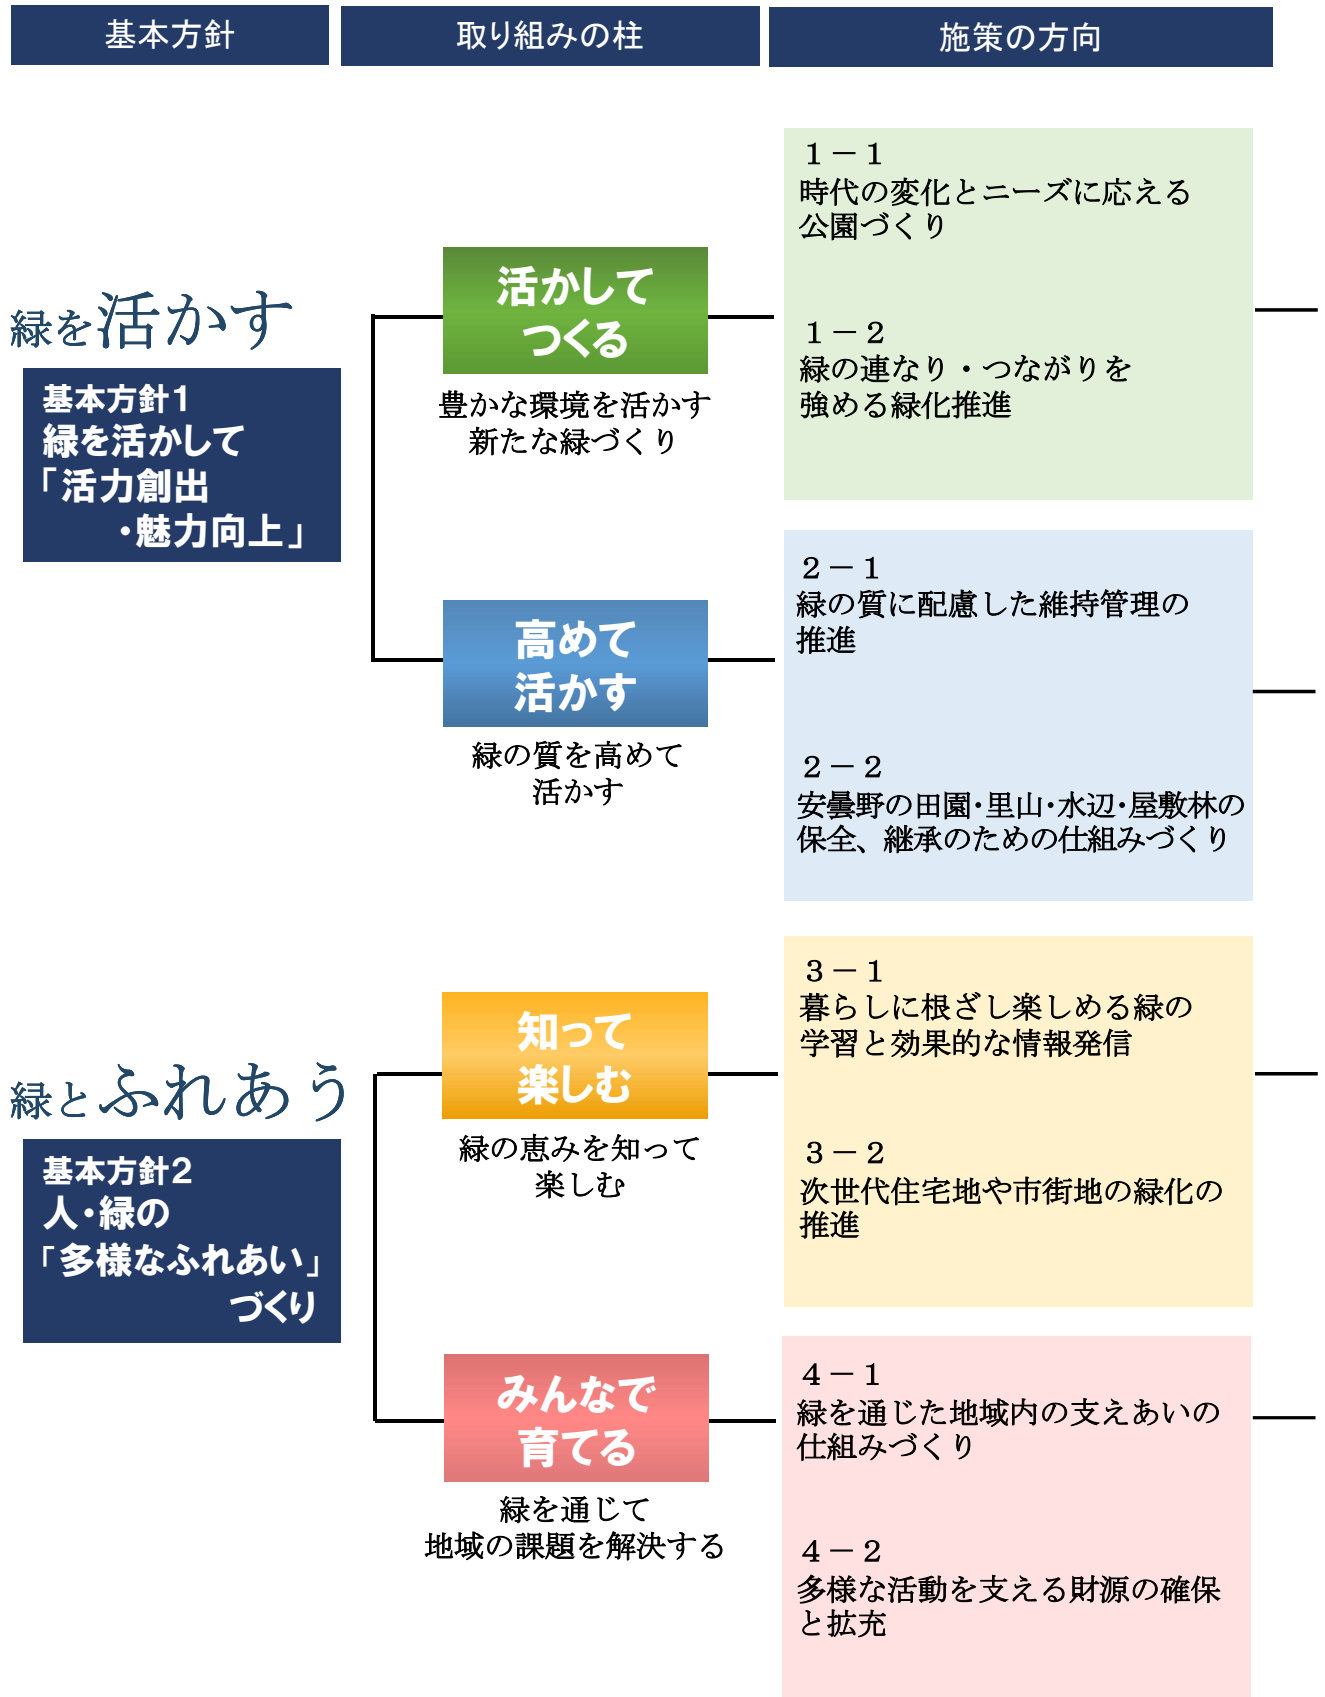 基本方針
取り組みの柱
施策の方向
緑を活かす
基本方針1
緑を活かして
「活力創出
・魅力向上」
活かして
つくる
豊かな環境を活かす
新たな緑づくり
１－１
時代の変化とニーズに応える
公園づくり
１－２
緑の連なり・つながりを
強める緑化推進
高めて
活かす
緑の質を高めて
活かす
２－１
緑の質に配慮した維持管理の
推進
２－２
安曇野の田園・里山・水辺・屋敷林の
保全、継承のための仕組みづくり
緑とふれあう
基本方針2
人・緑の
「多様なふれあい」
づくり
知って
楽しむ
緑の恵みを知って
楽しむ
３－１
暮らしに根ざし楽しめる緑の
学習と効果的な情報発信
３－２
次世代住宅地や市街地の緑化の
推進
みんなで
育てる
緑を通じて
地域の課題を解決する
４－１
緑を通じた地域内の支えあいの
仕組みづくり
４－２
多様な活動を支える財源の確保
と拡充